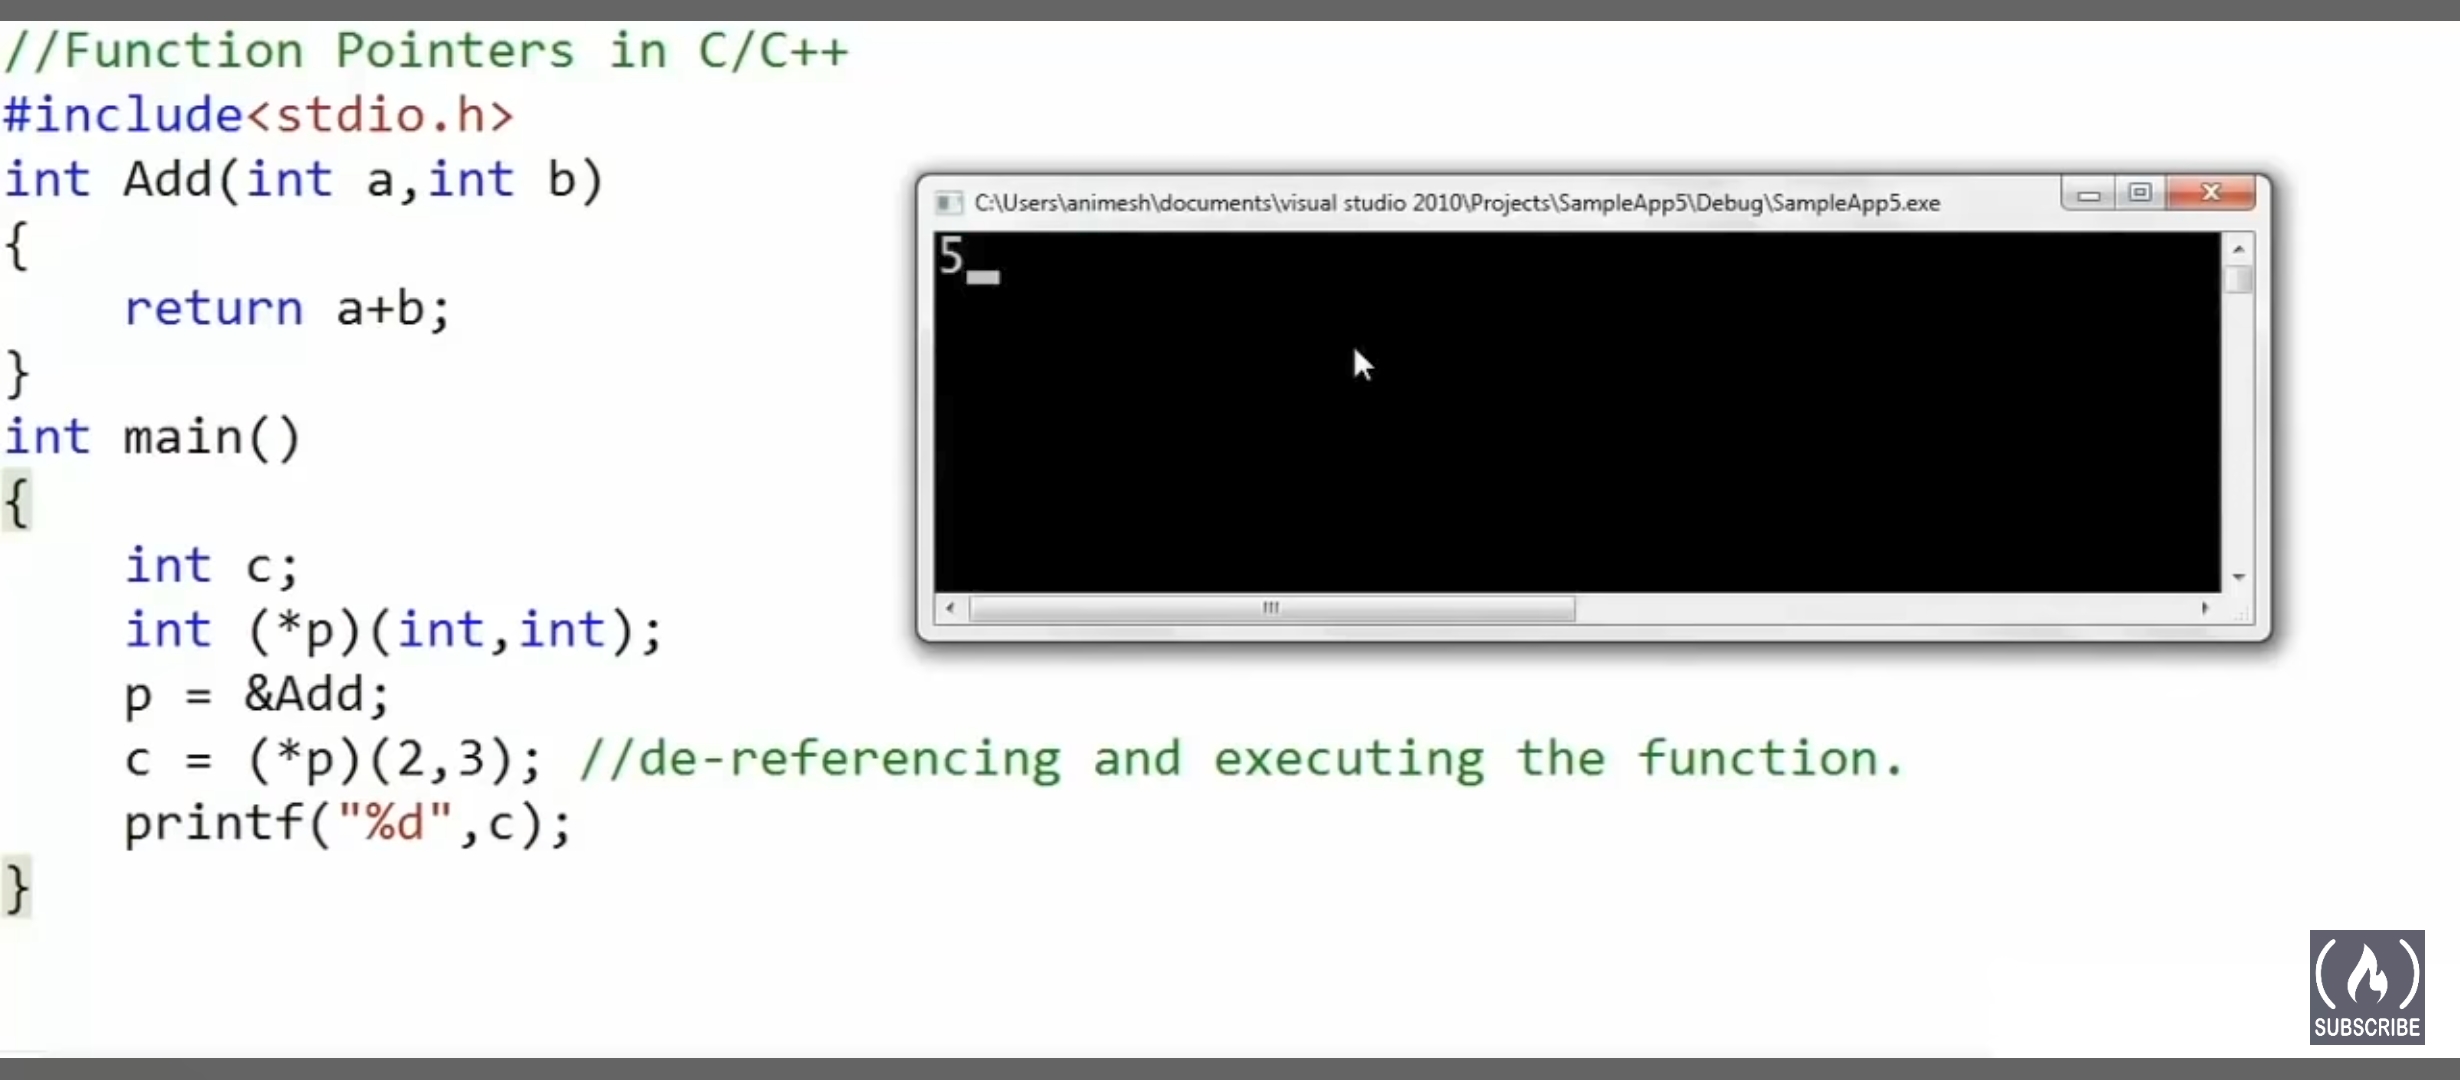 //Function Pointers in C/C++
#include<stdio.h>
int Add(int a,int b)
{
    return a+b;
}
int main()
{
    int c;
    int (*p)(int,int);
    p = &Add;
    c = (*p)(2,3); //de-referencing and executing the function.
    printf("%d",c);
}
C:\Users\animesh\documents\visual studio 2010\Projects\SampleApp5\Debug\SampleApp5.exe
5
SUBSCRIBE